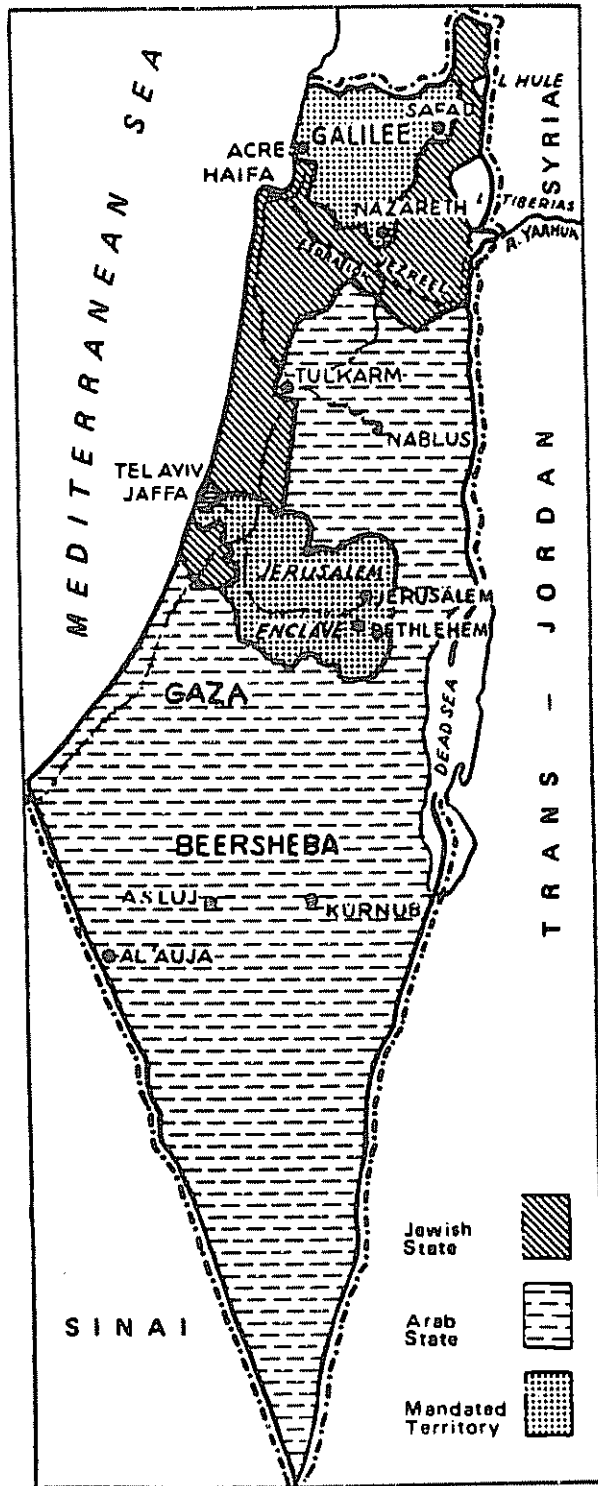 MEDITERRANEAN SEA
L HULE
SAFAD
SYRIA
GALILEE
ACRE
HAIFA
L TIBERIAS
NAZARETH
R. YARMUK
ESDRAELON
JEZREEL
TULKARM
NABLUS
TEL AVIV
JAFFA
JERUSALEM
ENCLAVE
JERUSALEM
BETHLEHEM
TRANS – JORDAN
GAZA
DEAD SEA
BEERSHEBA
ASLUJ
KURNUB
AL'AUJA
SINAI
Jewish
State
Arab
State
Mandated
Territory